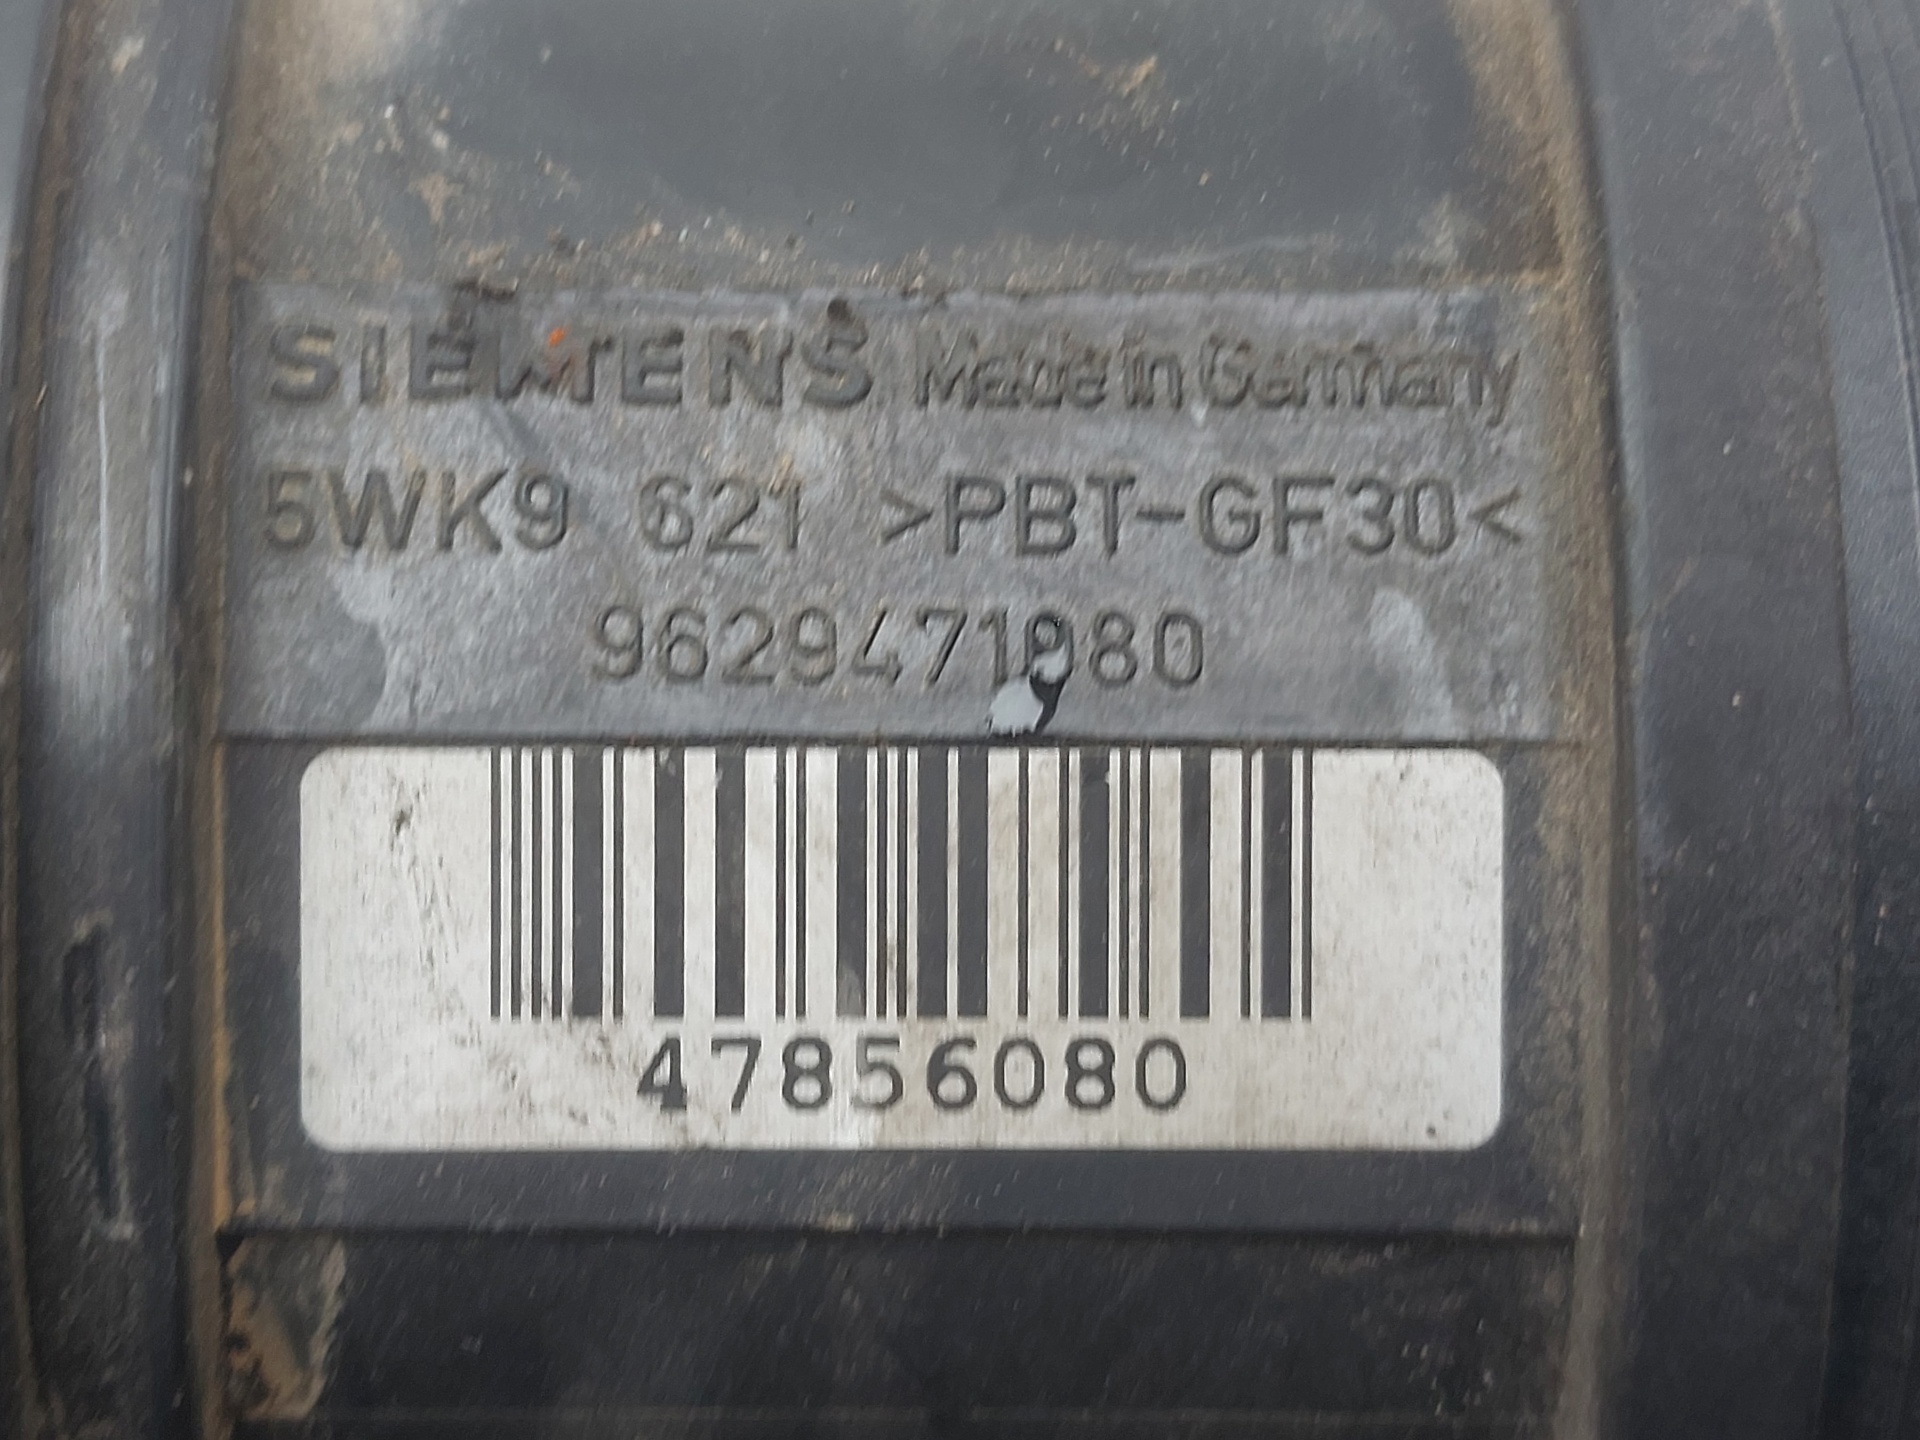 SIEMENS Made in Germany
5WK9 621 >PBT-GF30<
9629471080
47856080